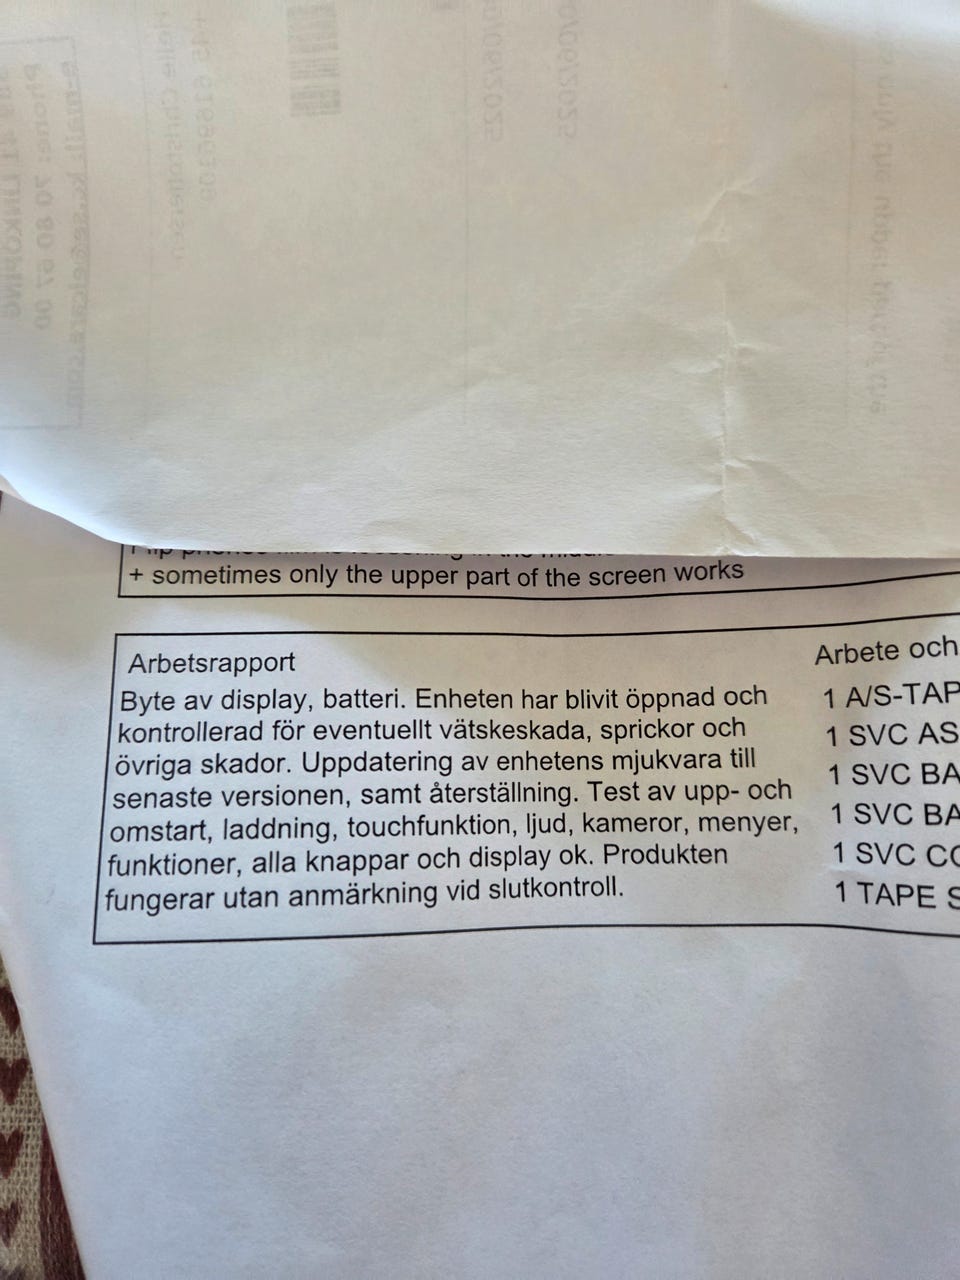 + sometimes only the upper part of the screen works
Arbetsrapport
Byte av display, batteri. Enheten har blivit öppnad och
kontrollerad för eventuellt vätskeskada, sprickor och
övriga skador. Uppdatering av enhetens mjukvara till
senaste versionen, samt återställning. Test av upp- och
omstart, laddning, touchfunktion, ljud, kameror, menyer,
funktioner, alla knappar och display ok. Produkten
fungerar utan anmärkning vid slutkontroll.
Arbete och
1 A/S-TAP
1 SVC AS
1 SVC BA
1 SVC BA
1 SVC CO
1 TAPE S